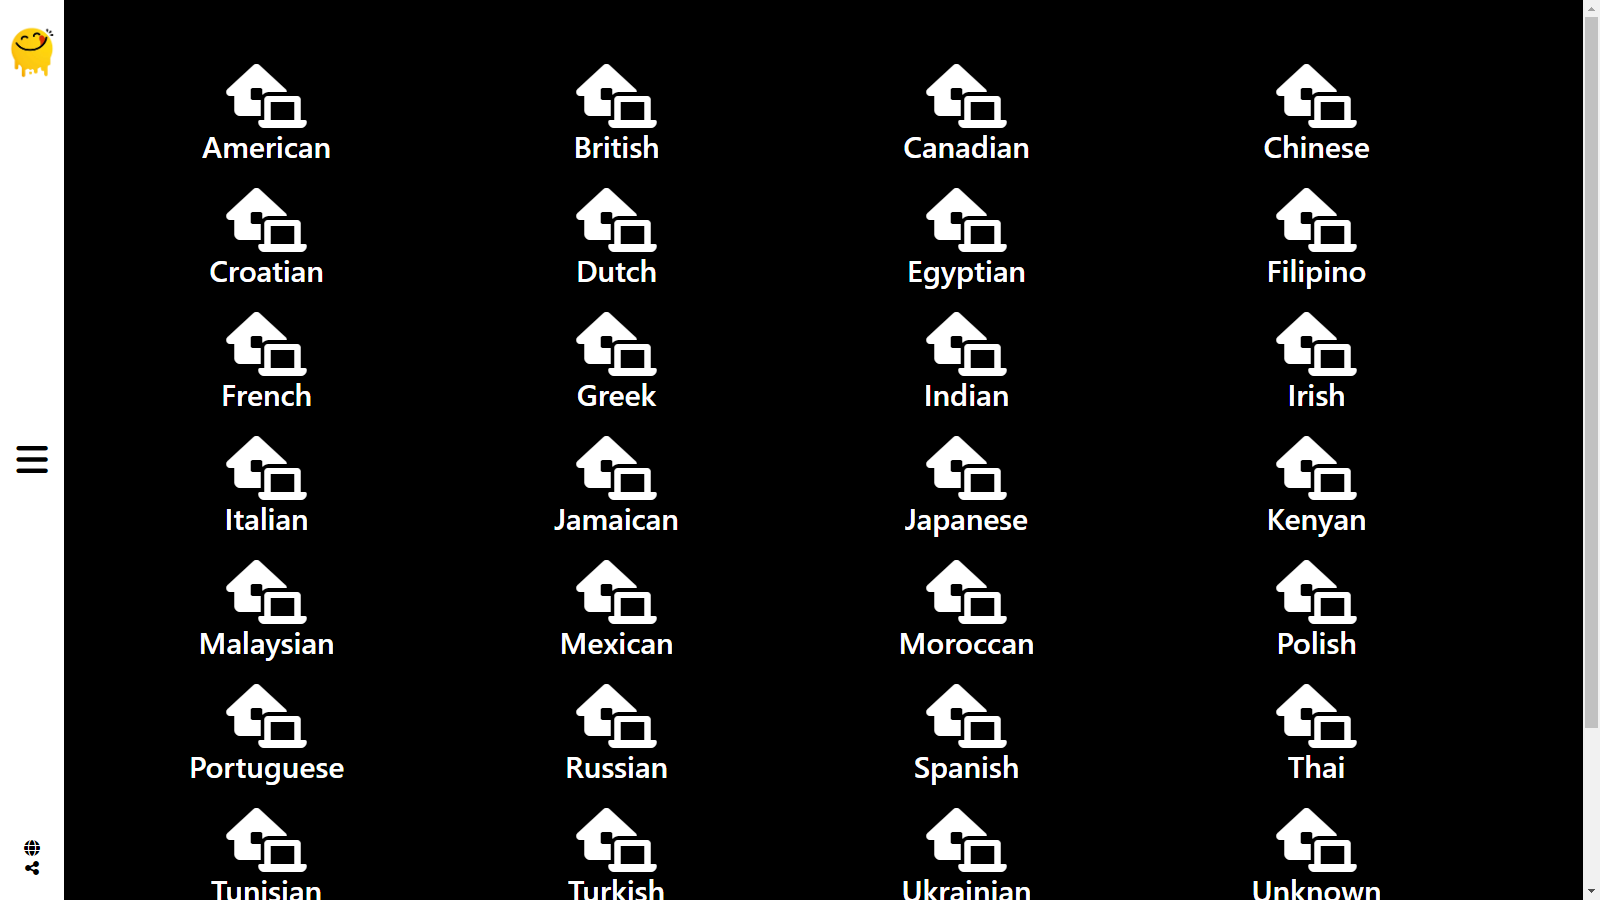 American British Canadian Chinese
Croatian Dutch Egyptian Filipino
French Greek Indian Irish
Italian Jamaican Japanese Kenyan
Malaysian Mexican Moroccan Polish
Portuguese Russian Spanish Thai
Tunisian Turkish Ukrainian Unknown